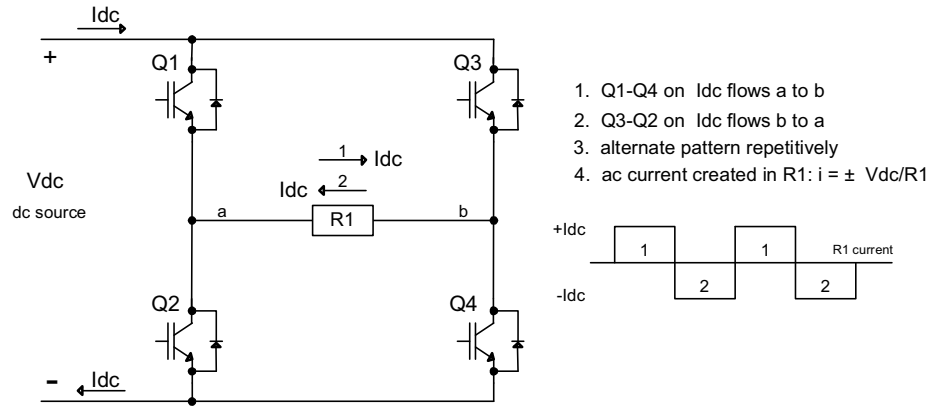 Idc
+
Q1
Q3
1. Q1-Q4 on Idc flows a to b
2. Q3-Q2 on Idc flows b to a
3. alternate pattern repetitively
4. ac current created in R1: i = ± Vdc/R1
1 Idc
Idc 2
Vdc
dc source
a R1 b
+Idc
1 1 R1 current
-Idc 2 2
Q2
Q4
- Idc